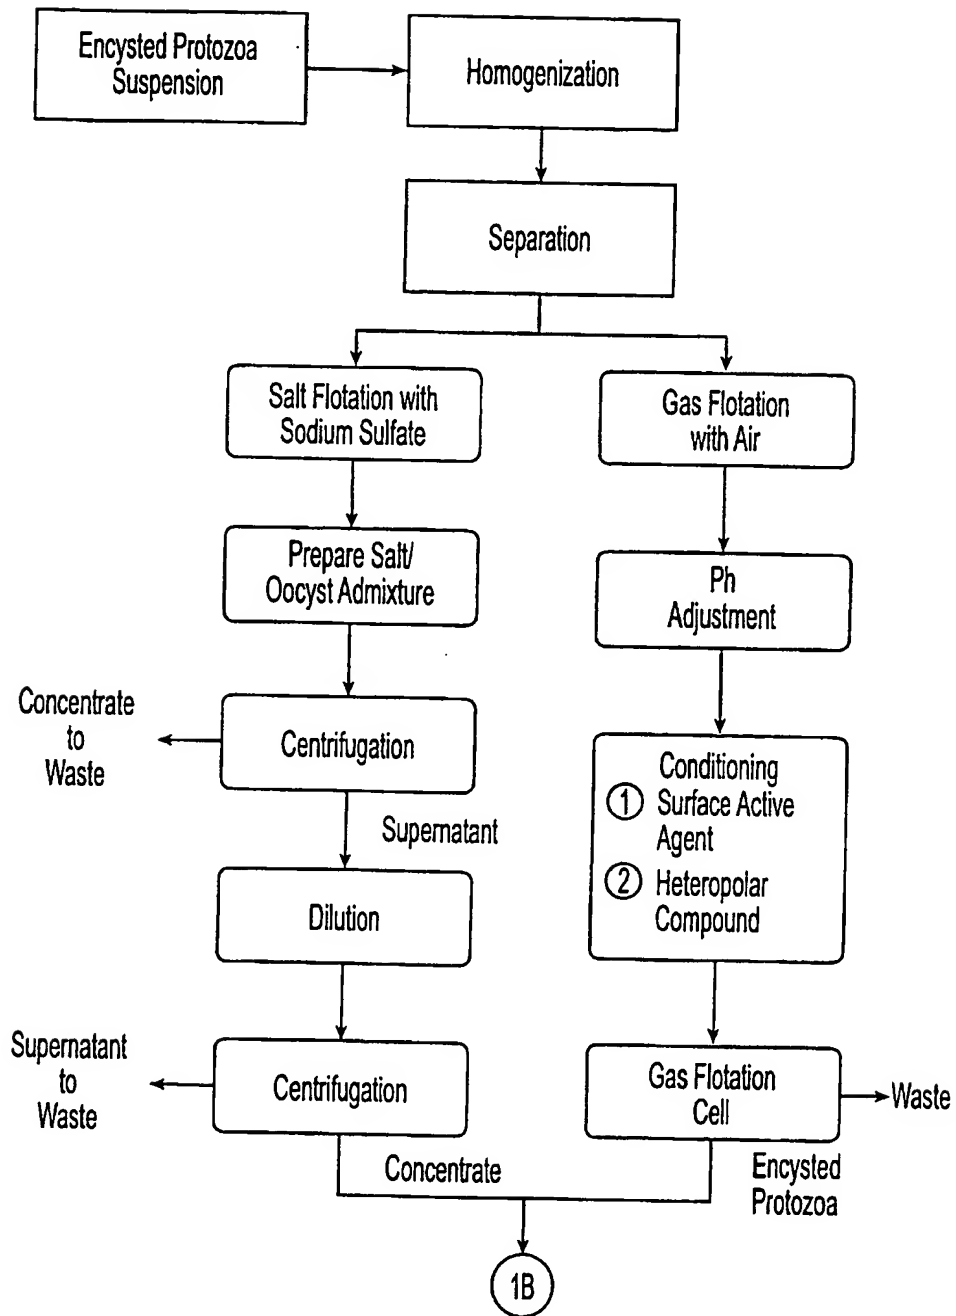 Encysted Protozoa
Suspension
Homogenization
Separation
Salt Flotation with
Sodium Sulfate
Gas Flotation
with Air
Prepare Salt/
Oocyst Admixture
Ph
Adjustment
Concentrate
to
Waste
Centrifugation
Supernatant
Conditioning
1 Surface Active
Agent
2 Heteropolar
Compound
Dilution
Supernatant
to
Waste
Centrifugation
Concentrate
Gas Flotation
Cell
Waste
Encysted
Protozoa
1B